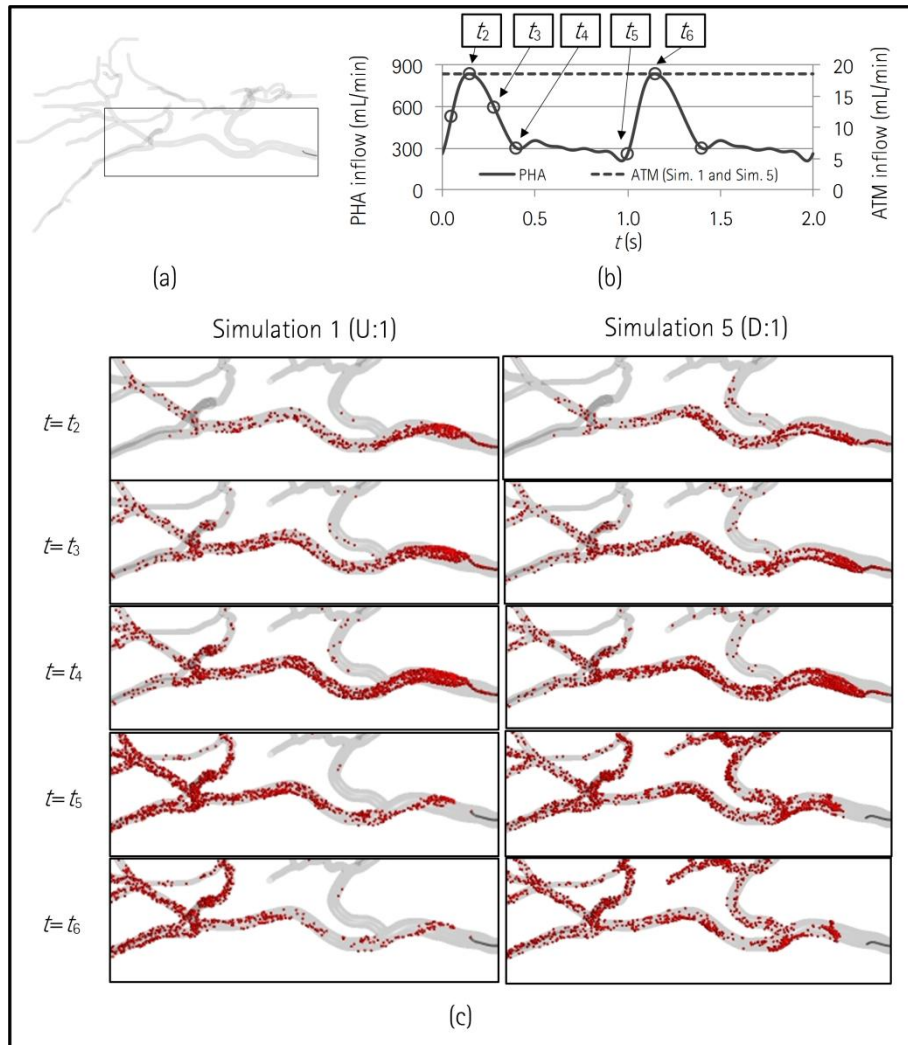 t2 t3 t4 t5 t6
900
600
300
0
PHA inflow (mL/min)
20
15
10
5
0
ATM inflow (mL/min)
PHA
ATM (Sim. 1 and Sim. 5)
0.0 0.5 1.0 1.5 2.0
t (s)
(a)
(b)
Simulation 1 (U:1)
Simulation 5 (D:1)
t= t2
t= t3
t= t4
t= t5
t= t6
(c)